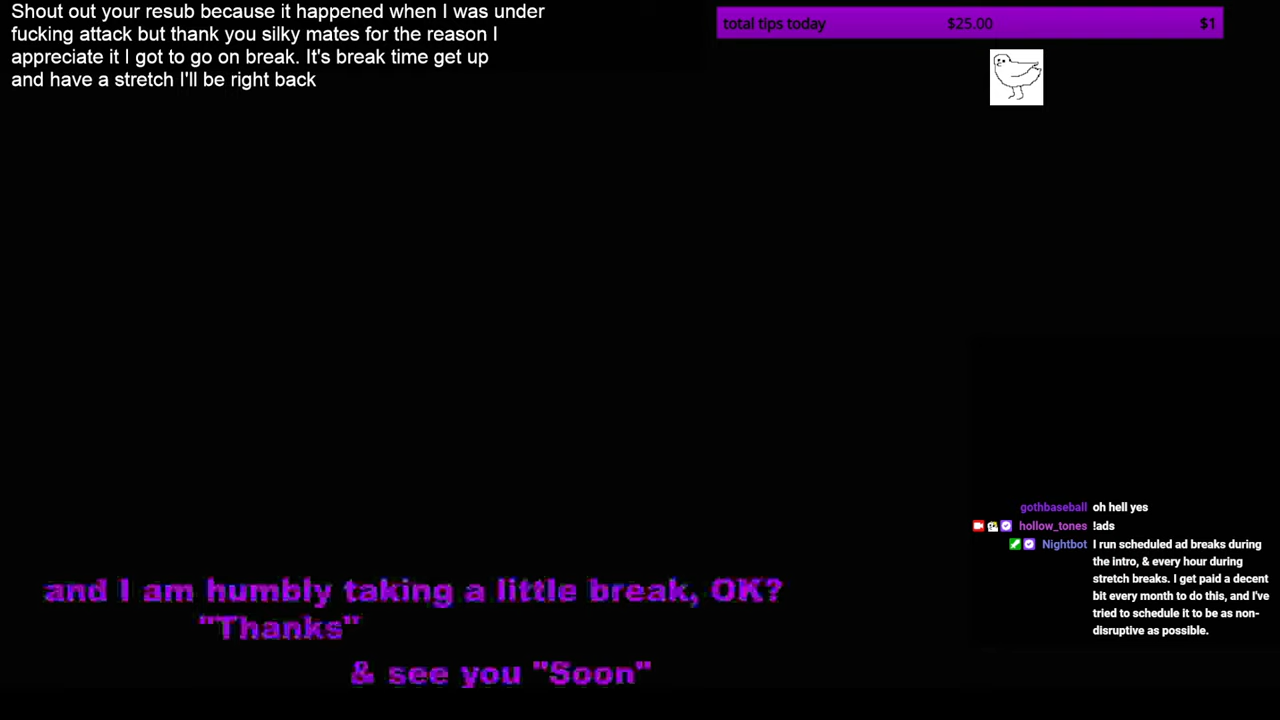 Shout out your resub because it happened when I was under
fucking attack but thank you silky mates for the reason I
appreciate it I got to go on break. It's break time get up
and have a stretch I'll be right back
total tips today $25.00 $1
gothbaseball oh hell yes
hollow_tones !ads
Nightbot I run scheduled ad breaks during
the intro, & every hour during
stretch breaks. I get paid a decent
bit every month to do this, and I've
tried to schedule it to be as non-
disruptive as possible.
and I am humbly taking a little break, OK?
"Thanks"
& see you "Soon"